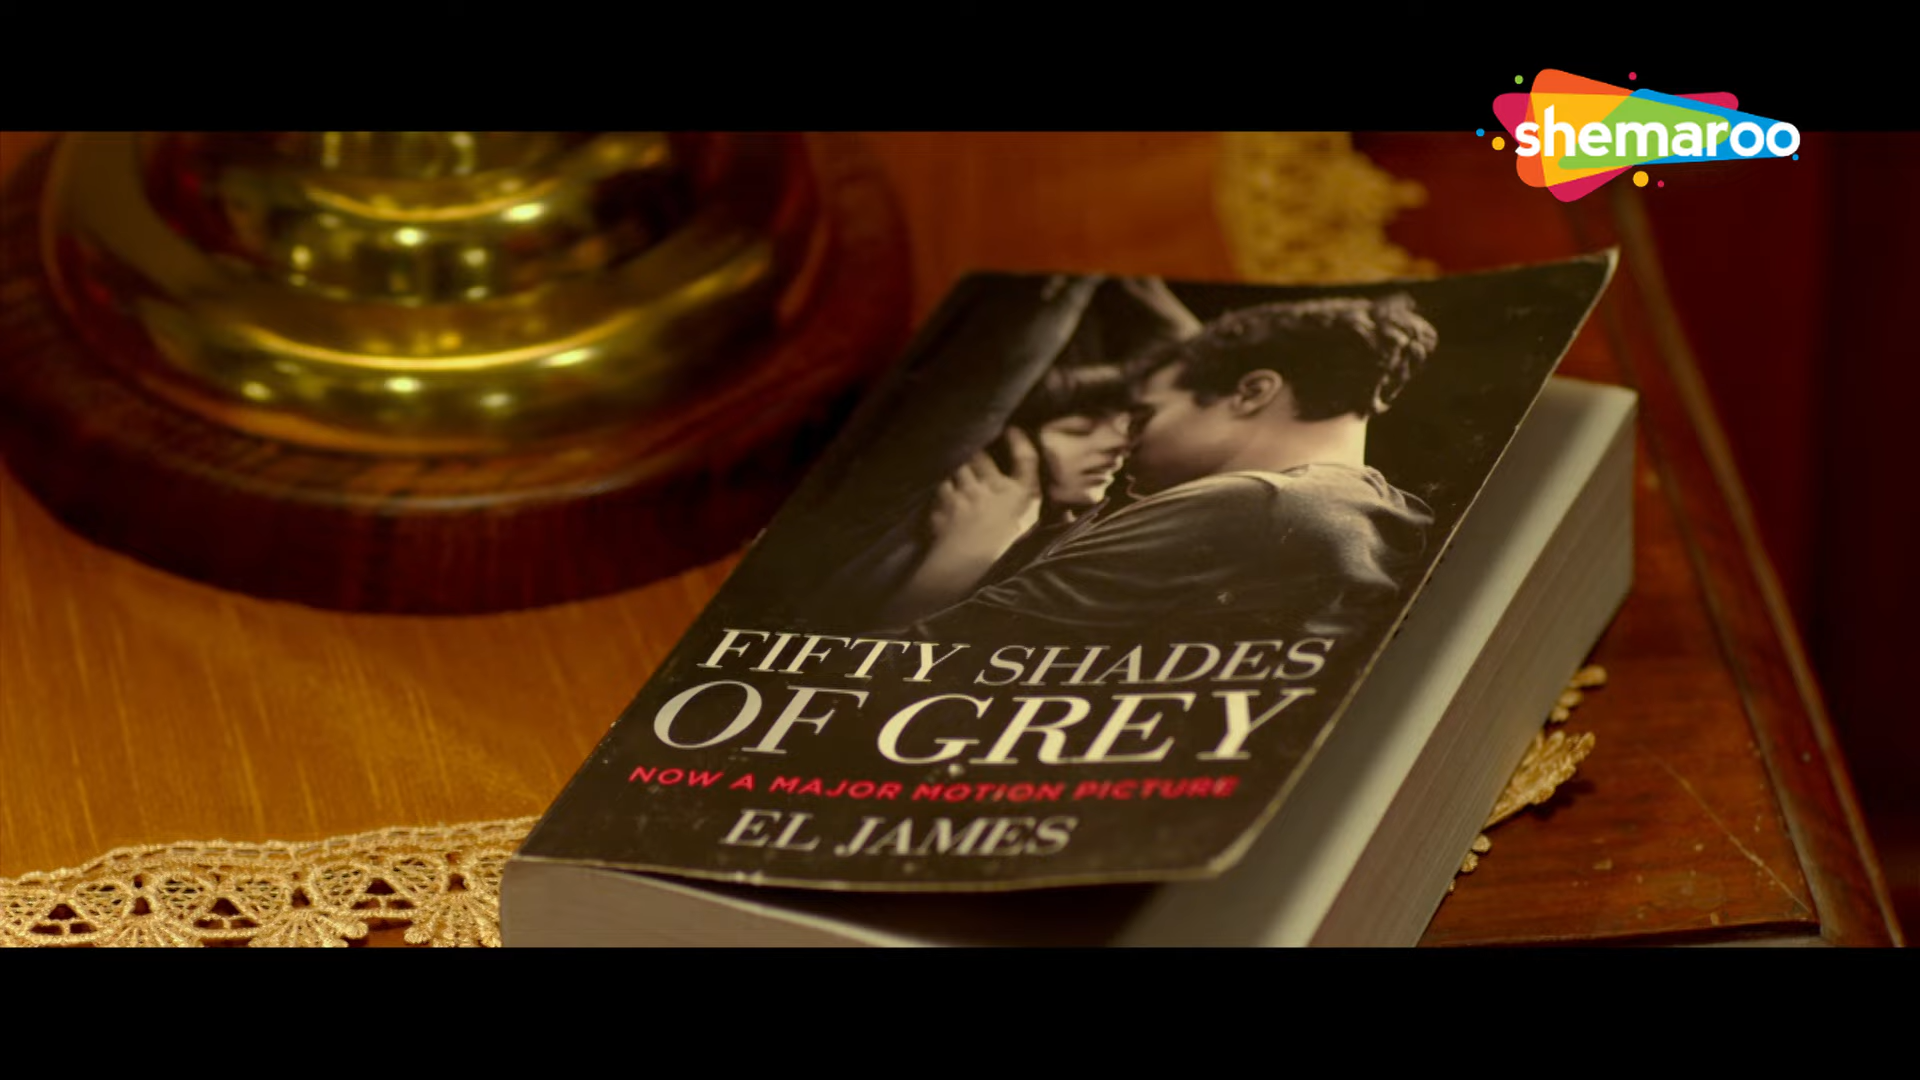 shemaroo
FIFTY SHADES
OF GREY
NOW A MAJOR MOTION PICTURE
EL JAMES